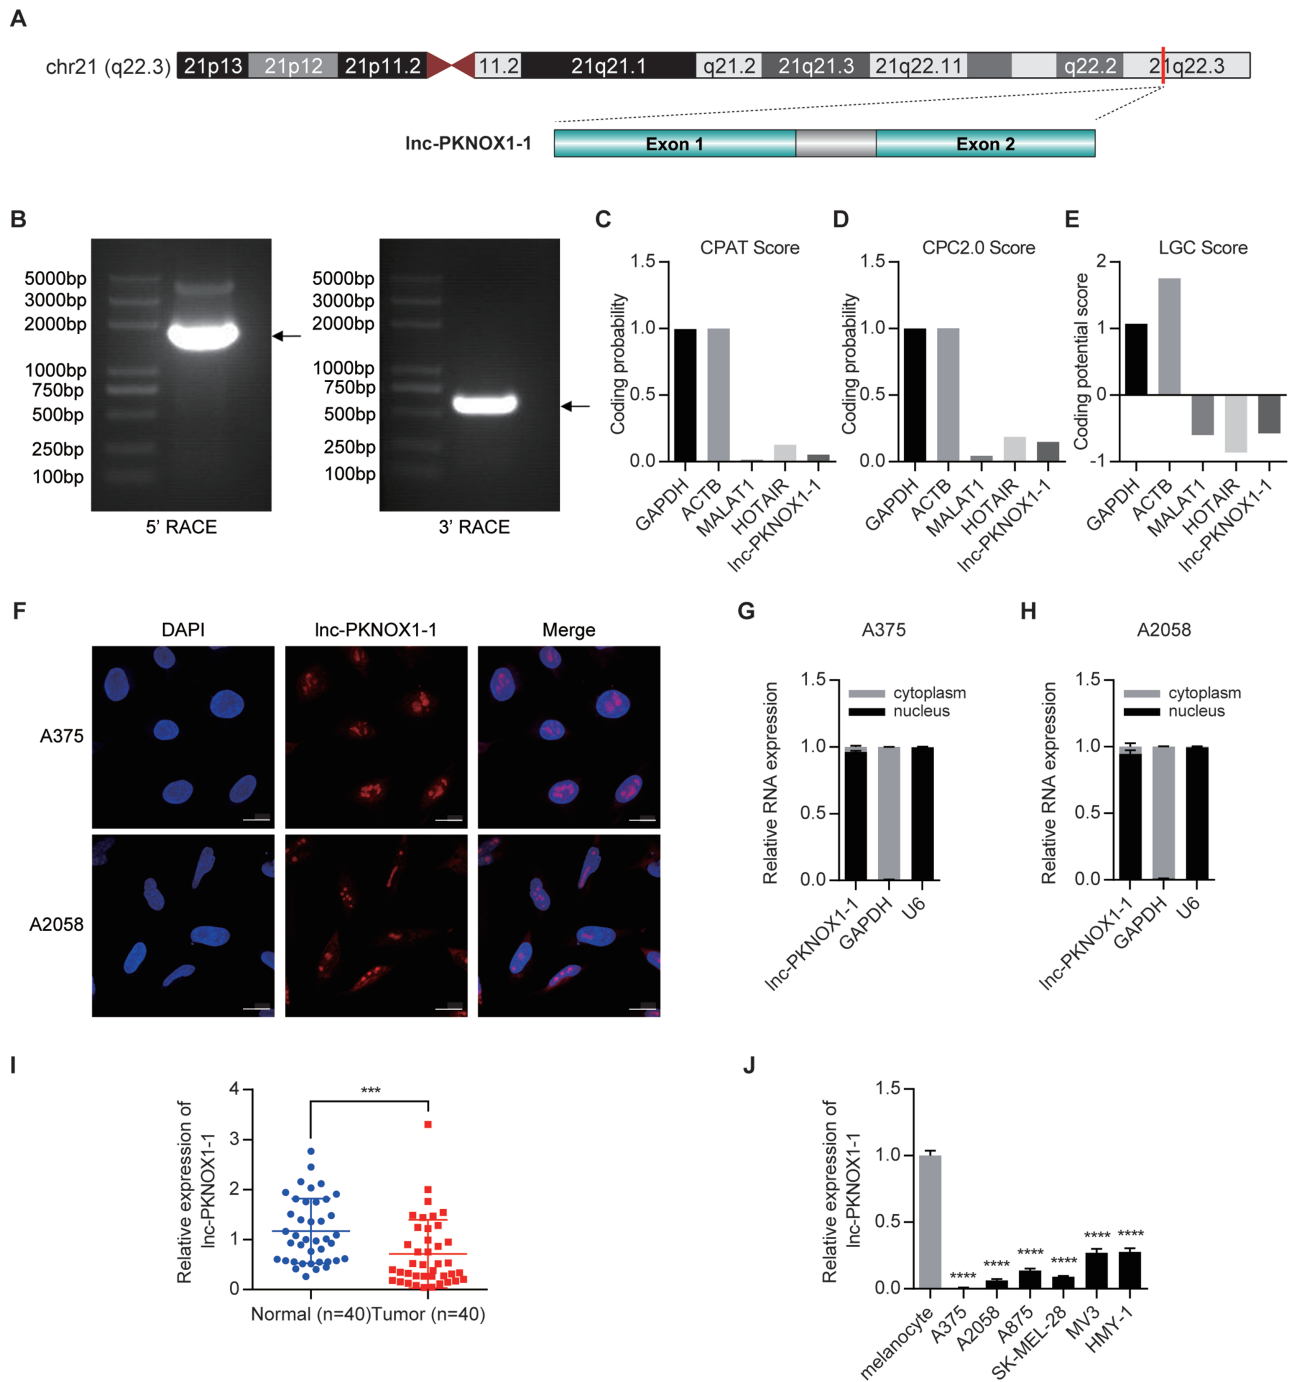 A
chr21 (q22.3) 21p13 21p12 21p11.2 11.2 21q21.1 q21.2 21q21.3 21q22.11 q22.2 21q22.3
lnc-PKNOX1-1 Exon 1 Exon 2
B
5000bp
3000bp
2000bp
1000bp
750bp
500bp
250bp
100bp
5' RACE
5000bp
3000bp
2000bp
1000bp
750bp
500bp
250bp
100bp
3' RACE
C
CPAT Score
Coding probability
1.5
1.0
0.5
0.0
GAPDH
ACTB
MALAT1
HOTAIR
lnc-PKNOX1-1
D
CPC2.0 Score
Coding probability
1.5
1.0
0.5
0.0
GAPDH
ACTB
MALAT1
HOTAIR
lnc-PKNOX1-1
E
LGC Score
Coding potential score
2
1
0
-1
GAPDH
ACTB
MALAT1
HOTAIR
lnc-PKNOX1-1
F
DAPI lnc-PKNOX1-1 Merge
A375
A2058
G
A375
Relative RNA expression
1.5
1.0
0.5
0.0
cytoplasm
nucleus
lnc-PKNOX1-1
GAPDH
U6
H
A2058
Relative RNA expression
1.5
1.0
0.5
0.0
cytoplasm
nucleus
lnc-PKNOX1-1
GAPDH
U6
I
Relative expression of
lnc-PKNOX1-1
4
3
2
1
0
***
Normal (n=40) Tumor (n=40)
J
Relative expression of
lnc-PKNOX1-1
1.5
1.0
0.5
0.0
**** **** **** **** **** ****
melanocyte
A375
A2058
A875
SK-MEL-28
MV3
HMY-1